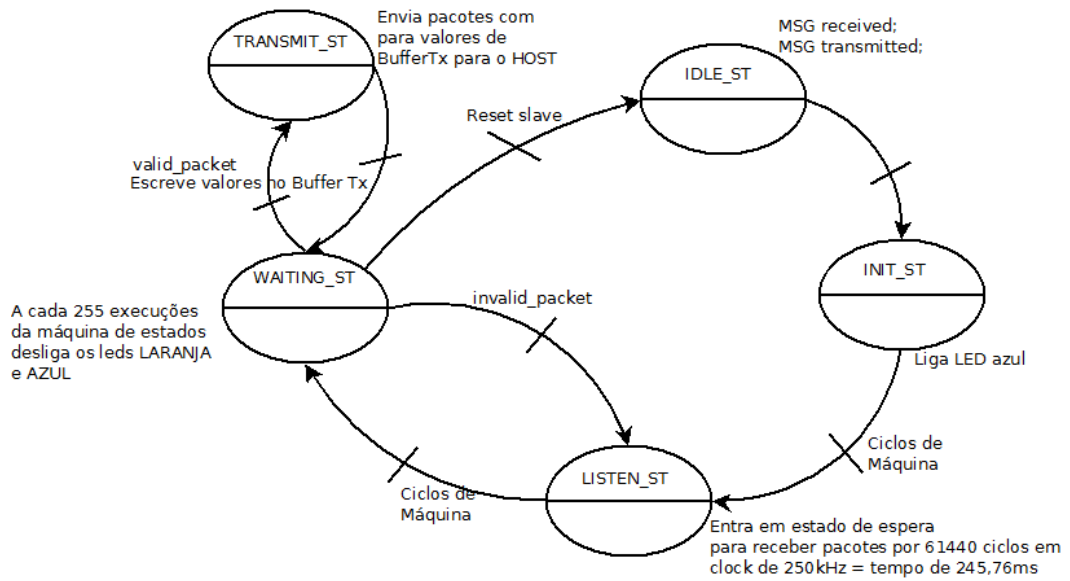 Envia pacotes com
para valores de
BufferTx para o HOST
TRANSMIT_ST
MSG received;
MSG transmitted;
IDLE_ST
Reset slave
valid_packet
Escreve valores no Buffer Tx
WAITING_ST
INIT_ST
A cada 255 execuções
da máquina de estados
desliga os leds LARANJA
e AZUL
invalid_packet
Liga LED azul
Ciclos de
Máquina
LISTEN_ST
Ciclos de
Máquina
Entra em estado de espera
para receber pacotes por 61440 ciclos em
clock de 250kHz = tempo de 245,76ms